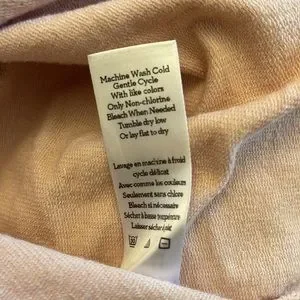 Machine Wash Cold
Gentle Cycle
With like colors
Only Non-chlorine
Bleach When Needed
Tumble dry low
Or lay flat to dry
Lavage en machine à froid
cycle délicat
Avec comme les couleurs
Seulement sans chlore
Bleach si nécessaire
Sécher à basse température
Laisser sécher à